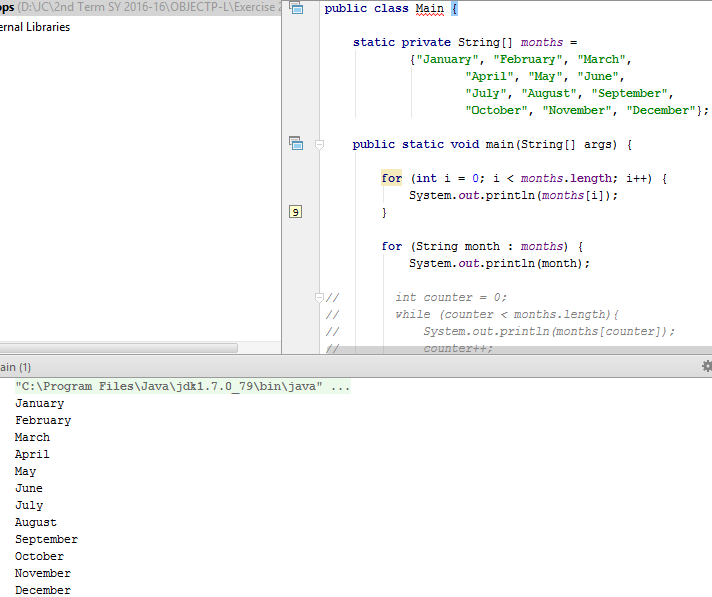 ops (D:\JC\2nd Term SY 2016-16\OBJECTP-L\Exercise 2
ernal Libraries
public class Main {
static private String[] months =
{"January", "February", "March",
"April", "May", "June",
"July", "August", "September",
"October", "November", "December"};
public static void main(String[] args) {
for (int i = 0; i < months.length; i++) {
System.out.println(months[i]);
9 }
for (String month : months) {
System.out.println(month);
// int counter = 0;
// while (counter < months.length){
// System.out.println(months[counter]);
// counter++;
ain (1)
"C:\Program Files\Java\jdk1.7.0_79\bin\java" ...
January
February
March
April
May
June
July
August
September
October
November
December